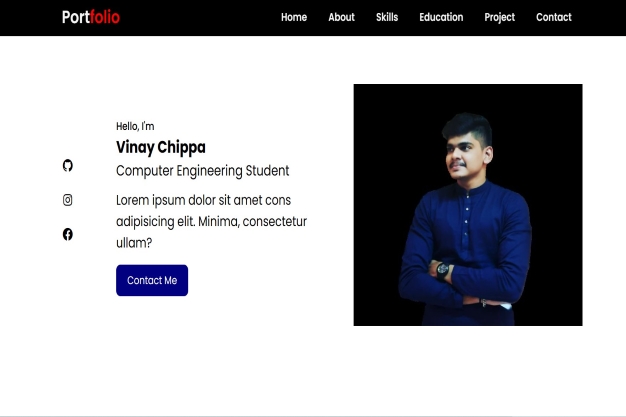 Portfolio
Home About Skills Education Project Contact
Hello, I'm
Vinay Chippa
Computer Engineering Student
Lorem ipsum dolor sit amet cons
adipisicing elit. Minima, consectetur
ullam?
Contact Me